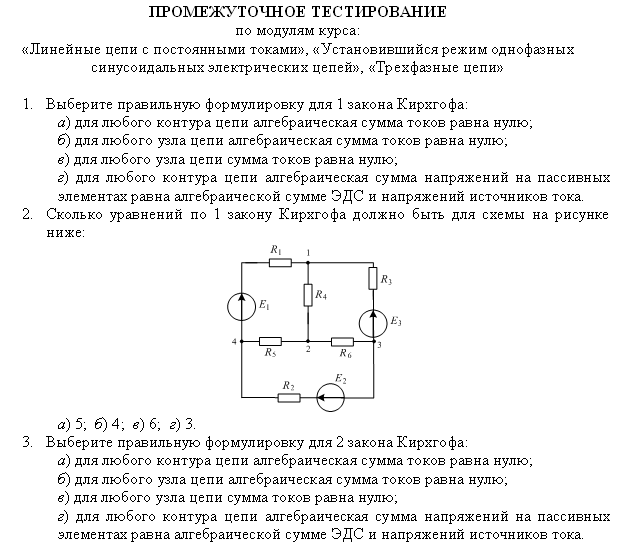 ПРОМЕЖУТОЧНОЕ ТЕСТИРОВАНИЕ
по модулям курса:
«Линейные цепи с постоянными токами», «Установившийся режим однофазных
синусоидальных электрических цепей», «Трехфазные цепи»
1. Выберите правильную формулировку для 1 закона Кирхгофа:
а) для любого контура цепи алгебраическая сумма токов равна нулю;
б) для любого узла цепи алгебраическая сумма токов равна нулю;
в) для любого узла цепи сумма токов равна нулю;
г) для любого контура цепи алгебраическая сумма напряжений на пассивных
элементах равна алгебраической сумме ЭДС и напряжений источников тока.
2. Сколько уравнений по 1 закону Кирхгофа должно быть для схемы на рисунке
ниже:
R1 1
R3
R4
E1
E3
4 2 3
R5 R6
R2 E2
а) 5; б) 4; в) 6; г) 3.
3. Выберите правильную формулировку для 2 закона Кирхгофа:
а) для любого контура цепи алгебраическая сумма токов равна нулю;
б) для любого узла цепи алгебраическая сумма токов равна нулю;
в) для любого узла цепи сумма токов равна нулю;
г) для любого контура цепи алгебраическая сумма напряжений на пассивных
элементах равна алгебраической сумме ЭДС и напряжений источников тока.